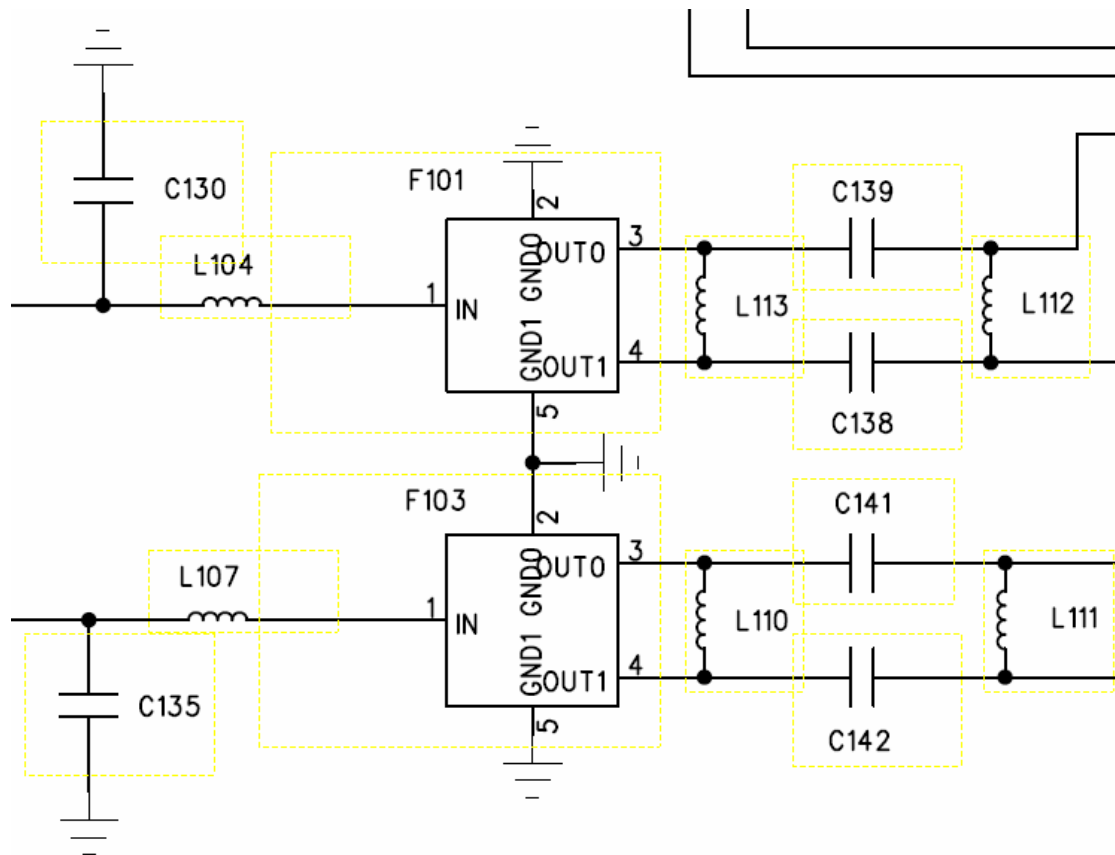 F101
C130
C139
2
L104
GND0
OUT0
3
1
IN
L113
L112
GND1
OUT1
4
5
C138
F103
C141
2
L107
GND0
OUT0
3
1
IN
L110
L111
GND1
OUT1
4
C135
5
C142